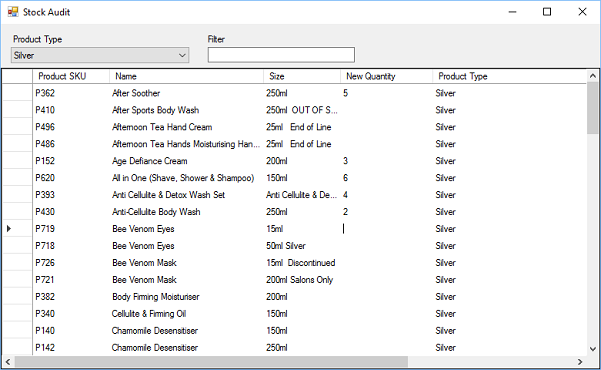 Stock Audit
Product Type Filter
Silver
Product SKU Name Size New Quantity Product Type
P362 After Soother 250ml 5 Silver
P410 After Sports Body Wash 250ml OUT OF S... Silver
P496 Afternoon Tea Hand Cream 25ml End of Line Silver
P486 Afternoon Tea Hands Moisturising Han... 25ml End of Line Silver
P152 Age Defiance Cream 200ml 3 Silver
P620 All in One (Shave, Shower & Shampoo) 150ml 6 Silver
P393 Anti Cellulite & Detox Wash Set Anti Cellulite & De... 4 Silver
P430 Anti-Cellulite Body Wash 250ml 2 Silver
P719 Bee Venom Eyes 15ml Silver
P718 Bee Venom Eyes 50ml Silver Silver
P726 Bee Venom Mask 15ml Discontinued Silver
P721 Bee Venom Mask 200ml Salons Only Silver
P382 Body Firming Moisturiser 200ml Silver
P340 Cellulite & Firming Oil 150ml Silver
P140 Chamomile Desensitiser 150ml Silver
P142 Chamomile Desensitiser 250ml Silver